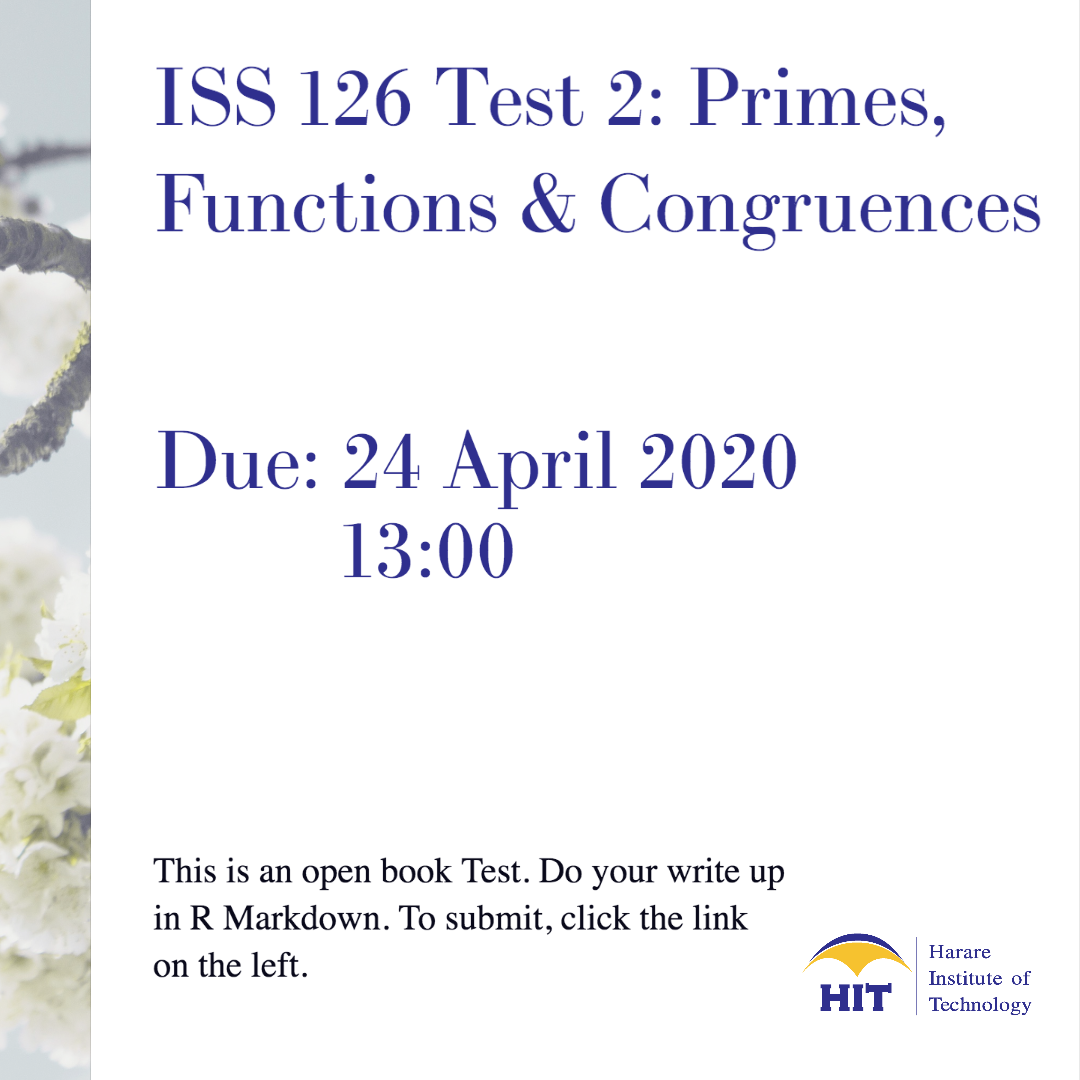 ISS 126 Test 2: Primes,
Functions & Congruences
Due: 24 April 2020
13:00
This is an open book Test. Do your write up
in R Markdown. To submit, click the link
on the left.
HIT
Harare
Institute of
Technology